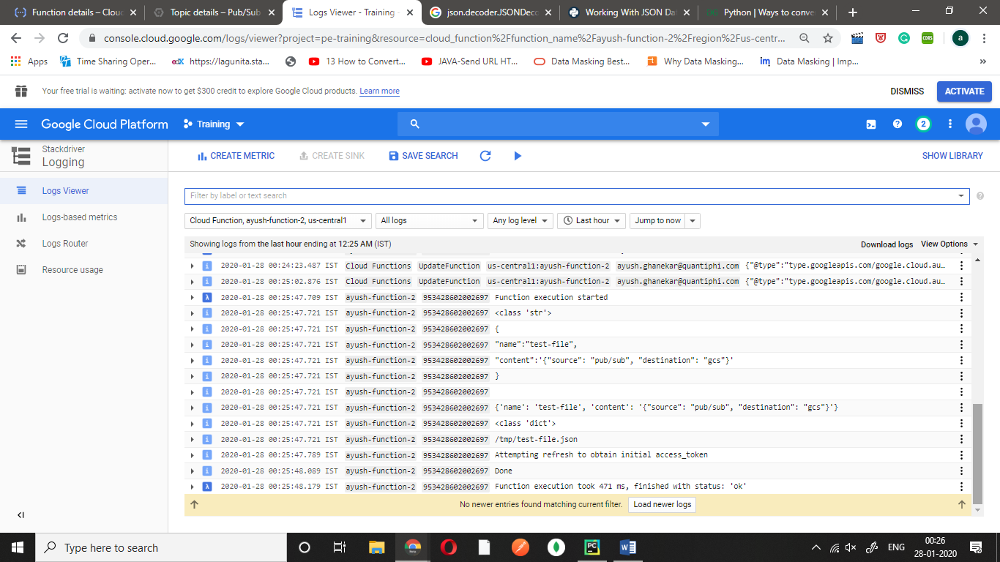 Function details – Cloud
Topic details – Pub/Sub
Logs Viewer - Training -
json.decoder.JSONDeco
Working With JSON Dat
Python | Ways to conve
console.cloud.google.com/logs/viewer?project=pe-training&resource=cloud_function%2Ffunction_name%2Fayush-function-2%2Fregion%2Fus-centr...
a
Apps
Time Sharing Oper...
edX
https://lagunita.sta...
13 How to Convert...
JAVA-Send URL HT...
Data Masking Best...
Why Data Masking...
im
Data Masking | Imp...
»
Your free trial is waiting: activate now to get $300 credit to explore Google Cloud products. Learn more
DISMISS
ACTIVATE
Google Cloud Platform
Training
2
Stackdriver
Logging
CREATE METRIC
CREATE SINK
SAVE SEARCH
SHOW LIBRARY
Logs Viewer
Logs-based metrics
Logs Router
Resource usage
Filter by label or text search
Cloud Function, ayush-function-2, us-central1
All logs
Any log level
Last hour
Jump to now
Showing logs from the last hour ending at 12:25 AM (IST)
Download logs
View Options
2020-01-28 00:24:23.487 IST Cloud Functions UpdateFunction us-central1:ayush-function-2 ayush.ghanekar@quantiphi.com {"@type":"type.googleapis.com/google.cloud.au...
2020-01-28 00:25:02.876 IST Cloud Functions UpdateFunction us-central1:ayush-function-2 ayush.ghanekar@quantiphi.com {"@type":"type.googleapis.com/google.cloud.au...
2020-01-28 00:25:47.709 IST ayush-function-2 953428602002697 Function execution started
2020-01-28 00:25:47.721 IST ayush-function-2 953428602002697 <class 'str'>
2020-01-28 00:25:47.721 IST ayush-function-2 953428602002697 {
2020-01-28 00:25:47.721 IST ayush-function-2 953428602002697 "name":"test-file",
2020-01-28 00:25:47.721 IST ayush-function-2 953428602002697 "content":'{"source": "pub/sub", "destination": "gcs"}'
2020-01-28 00:25:47.721 IST ayush-function-2 953428602002697 }
2020-01-28 00:25:47.721 IST ayush-function-2 953428602002697
2020-01-28 00:25:47.721 IST ayush-function-2 953428602002697 {'name': 'test-file', 'content': '{"source": "pub/sub", "destination": "gcs"}'}
2020-01-28 00:25:47.721 IST ayush-function-2 953428602002697 <class 'dict'>
2020-01-28 00:25:47.721 IST ayush-function-2 953428602002697 /tmp/test-file.json
2020-01-28 00:25:47.789 IST ayush-function-2 953428602002697 Attempting refresh to obtain initial access_token
2020-01-28 00:25:48.089 IST ayush-function-2 953428602002697 Done
2020-01-28 00:25:48.179 IST ayush-function-2 953428602002697 Function execution took 471 ms, finished with status: 'ok'
No newer entries found matching current filter.
Load newer logs
Type here to search
ENG
00:26
28-01-2020